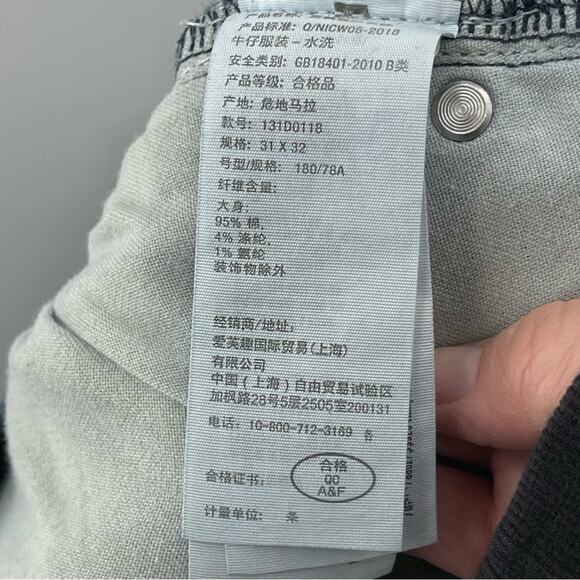 产品标准: Q/NICW06-2018
牛仔服装-水洗
安全类别: GB18401-2010 B类
产品等级: 合格品
产地: 危地马拉
款号: 131D0118
规格: 31 X 32
号型/规格: 180/78A
纤维含量:
大身,
95% 棉,
4% 涤纶,
1% 氨纶
装饰物除外
经销商/地址:
爱芙趣国际贸易(上海)
有限公司
中国 (上海) 自由贸易试验区
加枫路28号5层2505室200131
电话: 10-800-712-3169
合格证书:
合格
QC
A&F
计量单位: 条